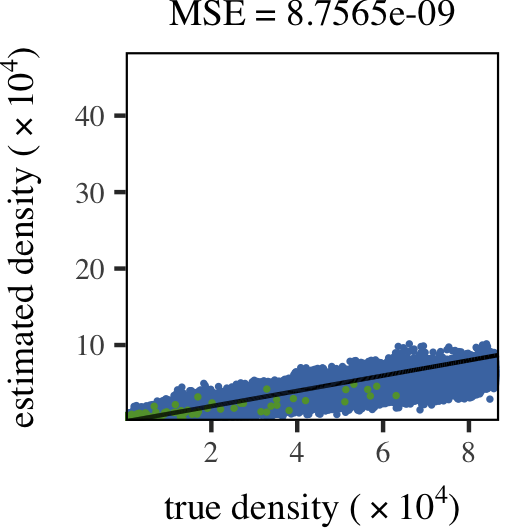 MSE = 8.7565e-09
estimated density (×10⁴)
40
30
20
10
2 4 6 8
true density (×10⁴)